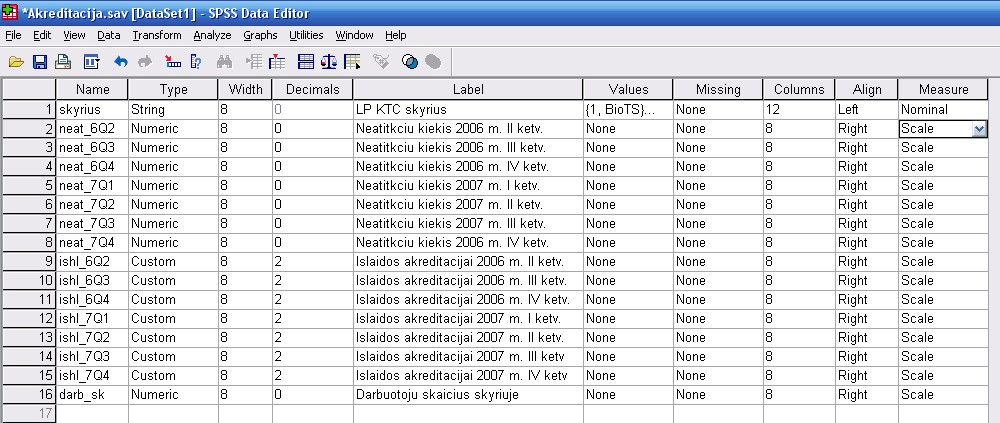 *Akreditacija.sav [DataSet1] - SPSS Data Editor
File Edit View Data Transform Analyze Graphs Utilities Window Help
Name Type Width Decimals Label Values Missing Columns Align Measure
1 skyrius String 8 0 LP KTC skyrius {1, BioTS}... None 12 Left Nominal
2 neat_6Q2 Numeric 8 0 Neatitkciu kiekis 2006 m. II ketv. None None 8 Right Scale
3 neat_6Q3 Numeric 8 0 Neatitkciu kiekis 2006 m. III ketv. None None 8 Right Scale
4 neat_6Q4 Numeric 8 0 Neatitkciu kiekis 2006 m. IV ketv. None None 8 Right Scale
5 neat_7Q1 Numeric 8 0 Neatitkciu kiekis 2007 m. I ketv. None None 8 Right Scale
6 neat_7Q2 Numeric 8 0 Neatitkciu kiekis 2007 m. II ketv. None None 8 Right Scale
7 neat_7Q3 Numeric 8 0 Neatitkciu kiekis 2007 m. III ketv. None None 8 Right Scale
8 neat_7Q4 Numeric 8 0 Neatitkciu kiekis 2006 m. IV ketv. None None 8 Right Scale
9 ishl_6Q2 Custom 8 2 Islaidos akreditacijai 2006 m. II ketv. None None 8 Right Scale
10 ishl_6Q3 Custom 8 2 Islaidos akreditacijai 2006 m. III ketv. None None 8 Right Scale
11 ishl_6Q4 Custom 8 2 Islaidos akreditacijai 2006 m. IV ketv. None None 8 Right Scale
12 ishl_7Q1 Custom 8 2 Islaidos akreditacijai 2007 m. I ketv. None None 8 Right Scale
13 ishl_7Q2 Custom 8 2 Islaidos akreditacijai 2007 m. II ketv. None None 8 Right Scale
14 ishl_7Q3 Custom 8 2 Islaidos akreditacijai 2007 m. III ketv None None 8 Right Scale
15 ishl_7Q4 Custom 8 2 Islaidos akreditacijai 2007 m. IV ketv None None 8 Right Scale
16 darb_sk Numeric 8 0 Darbuotoju skaicius skyriuje None None 8 Right Scale
17